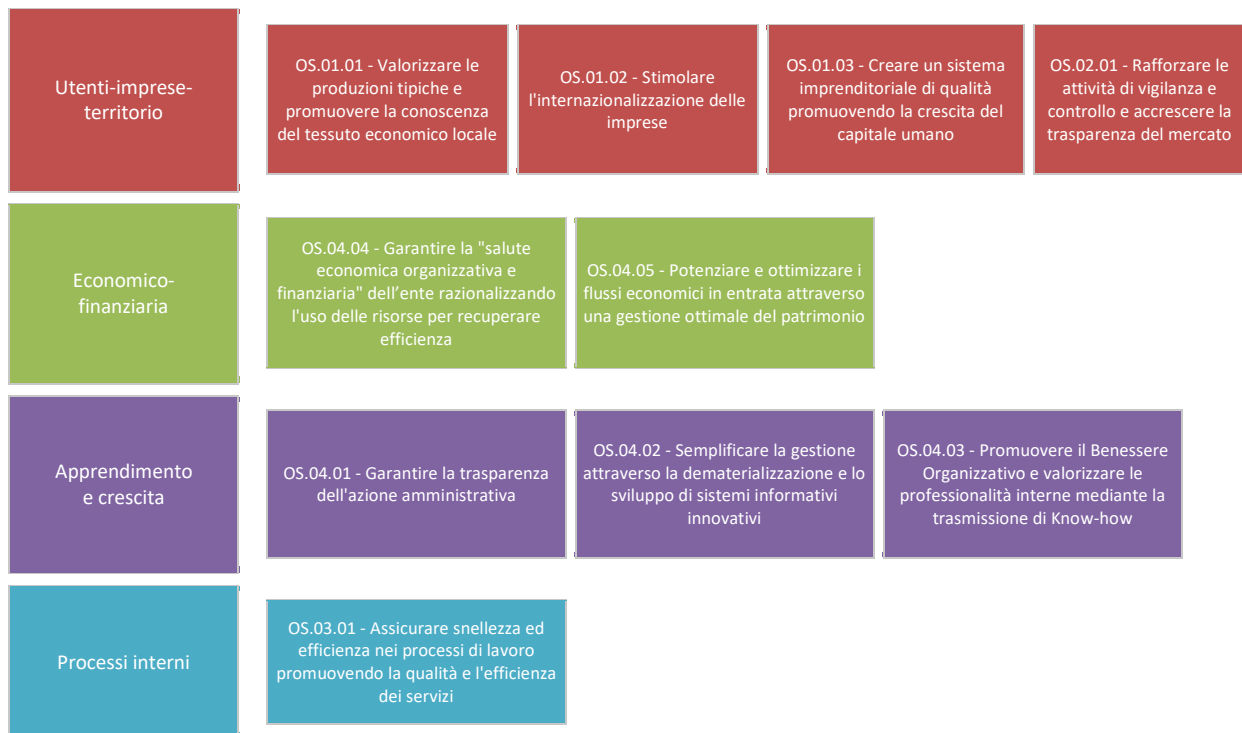 Utenti-imprese-
territorio
OS.01.01 - Valorizzare le
produzioni tipiche e
promuovere la conoscenza
del tessuto economico locale
OS.01.02 - Stimolare
l'internazionalizzazione delle
imprese
OS.01.03 - Creare un sistema
imprenditoriale di qualità
promuovendo la crescita del
capitale umano
OS.02.01 - Rafforzare le
attività di vigilanza e
controllo e accrescere la
trasparenza del mercato
Economico-
finanziaria
OS.04.04 - Garantire la "salute
economica organizzativa e
finanziaria" dell’ente razionalizzando
l'uso delle risorse per recuperare
efficienza
OS.04.05 - Potenziare e ottimizzare i
flussi economici in entrata attraverso
una gestione ottimale del patrimonio
Apprendimento
e crescita
OS.04.01 - Garantire la trasparenza
dell'azione amministrativa
OS.04.02 - Semplificare la gestione
attraverso la dematerializzazione e lo
sviluppo di sistemi informativi
innovativi
OS.04.03 - Promuovere il Benessere
Organizzativo e valorizzare le
professionalità interne mediante la
trasmissione di Know-how
Processi interni
OS.03.01 - Assicurare snellezza ed
efficienza nei processi di lavoro
promuovendo la qualità e l'efficienza
dei servizi